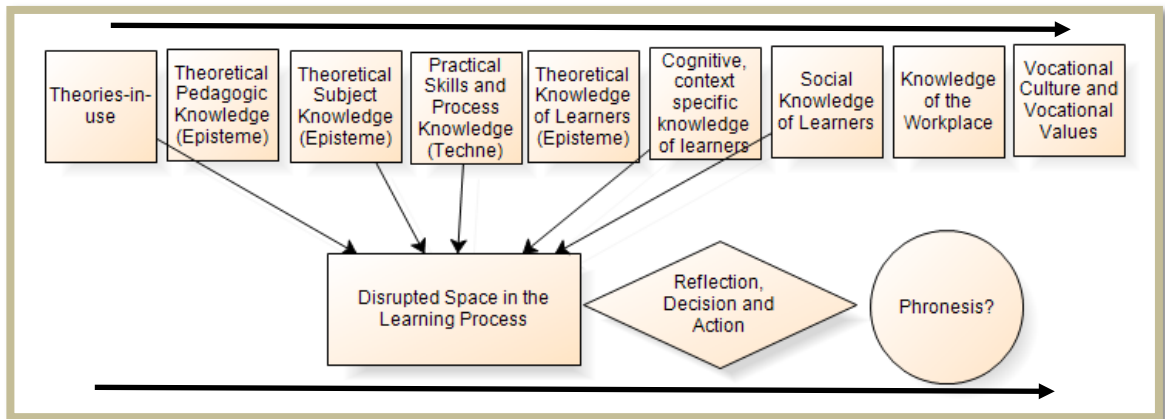 Theories-in-
use
Theoretical
Pedagogic
Knowledge
(Episteme)
Theoretical
Subject
Knowledge
(Episteme)
Practical
Skills and
Process
Knowledge
(Techne)
Theoretical
Knowledge
of Learners
(Episteme)
Cognitive,
context
specific
knowledge
of learners
Social
Knowledge
of Learners
Knowledge
of the
Workplace
Vocational
Culture and
Vocational
Values
Disrupted Space in the
Learning Process
Reflection,
Decision and
Action
Phronesis?